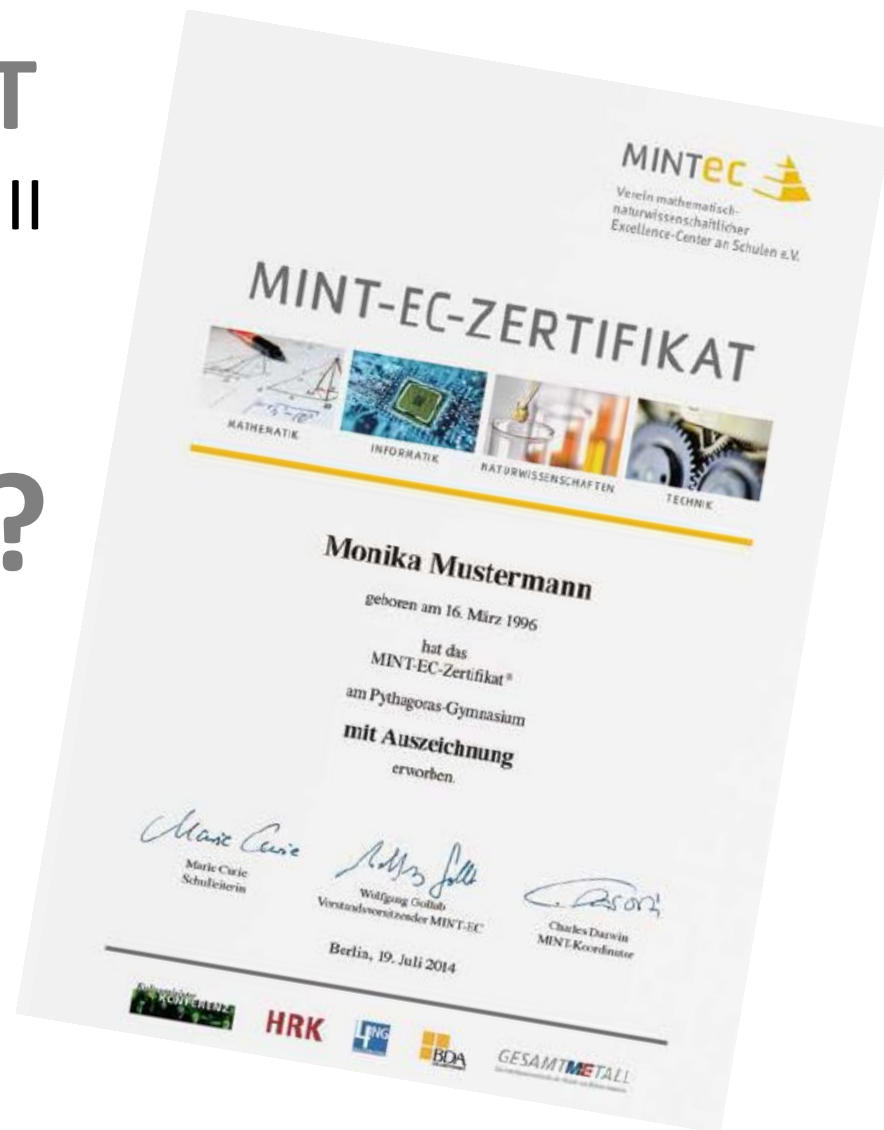 T
II
?
MINTec
Verein mathematisch-
naturwissenschaftlicher
Excellence-Center an Schulen e.V.
MINT-EC-ZERTIFIKAT
MATHEMATIK
INFORMATIK
NATURWISSENSCHAFTEN
TECHNIK
Monika Mustermann
geboren am 16. März 1996
hat das
MINT-EC-Zertifikat®
am Pythagoras-Gymnasium
mit Auszeichnung
erworben.
Marie Curie
Marie Curie
Schulleiterin
Wolfgang Gollub
Vorstandsvorsitzender MINT-EC
Charles Darwin
MINT-Koordinator
Berlin, 19. Juli 2014
KONFERENZ
HRK
4ING
BDA
GESAMTMETALL